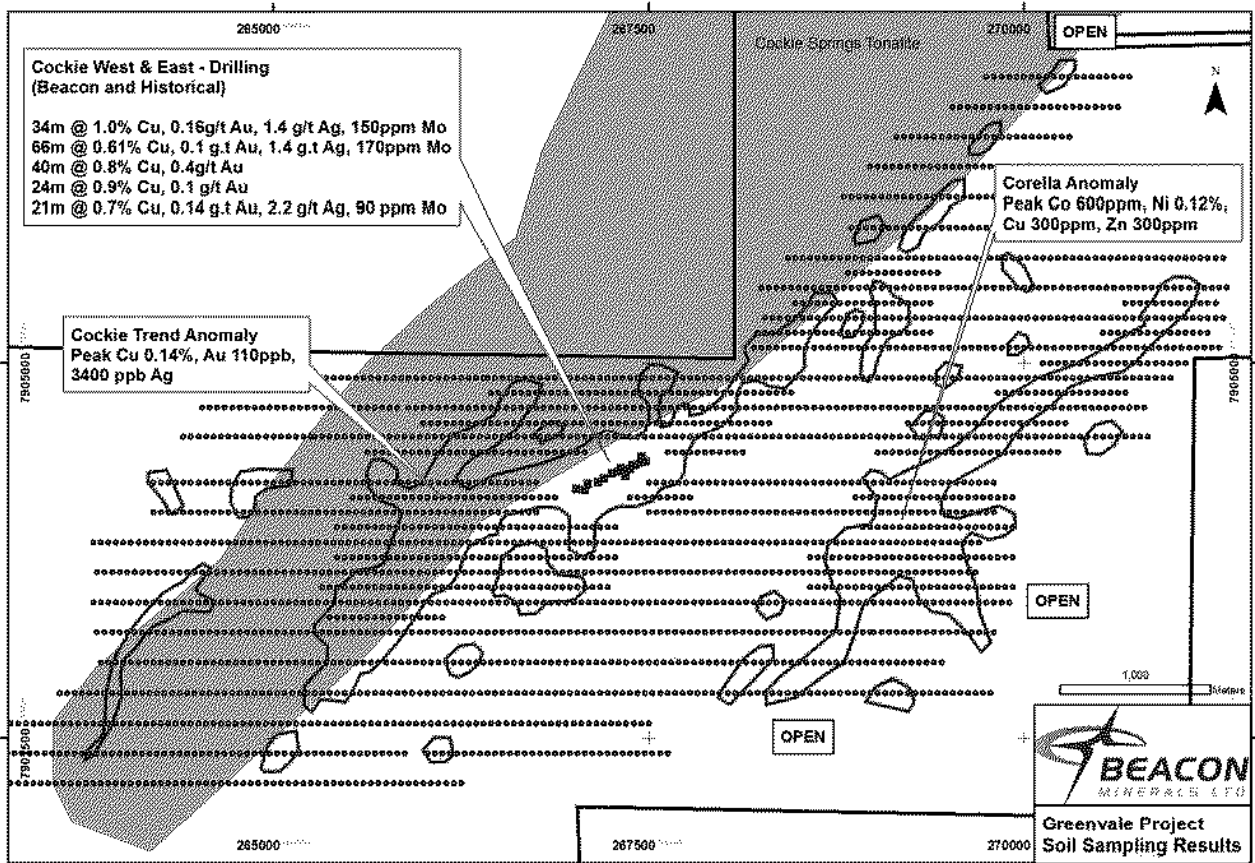 265000
267500
270000
OPEN
Cockie Springs Tonalite
N
Cockie West & East - Drilling
(Beacon and Historical)
34m @ 1.0% Cu, 0.16g/t Au, 1.4 g/t Ag, 150ppm Mo
66m @ 0.61% Cu, 0.1 g.t Au, 1.4 g.t Ag, 170ppm Mo
40m @ 0.8% Cu, 0.4g/t Au
24m @ 0.9% Cu, 0.1 g/t Au
21m @ 0.7% Cu, 0.14 g.t Au, 2.2 g/t Ag, 90 ppm Mo
Corella Anomaly
Peak Co 600ppm, Ni 0.12%,
Cu 300ppm, Zn 300ppm
Cockie Trend Anomaly
Peak Cu 0.14%, Au 110ppb,
3400 ppb Ag
7905000
7905000
OPEN
1,000
Meters
OPEN
7902500
BEACON
MINERALS LTD
Greenvale Project
Soil Sampling Results
265000
267500
270000